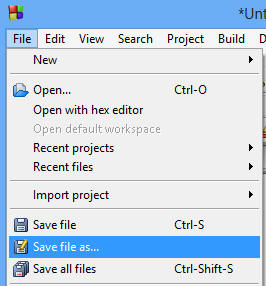 *Unt
File Edit View Search Project Build D
New
Open... Ctrl-O
Open with hex editor
Open default workspace
Recent projects
Recent files
Import project
Save file Ctrl-S
Save file as...
Save all files Ctrl-Shift-S